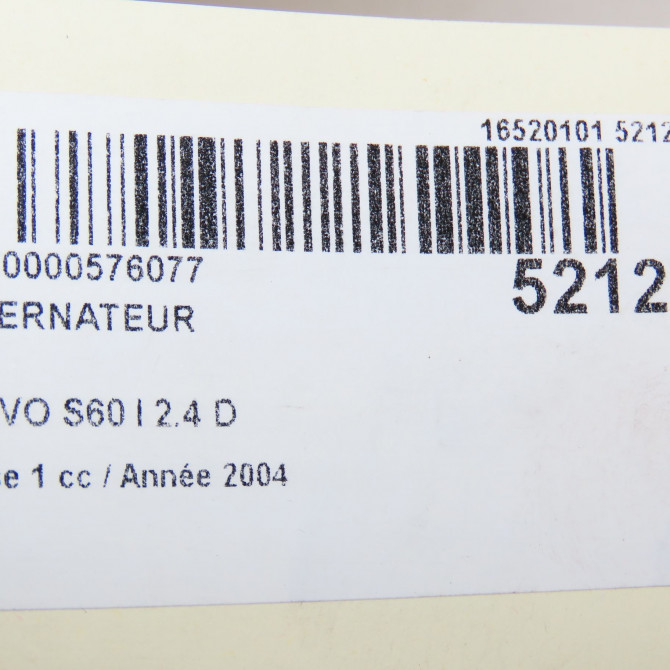 16520101 5212
0000576077
5212
ERNATEUR
VO S60 I 2.4 D
e 1 cc / Année 2004